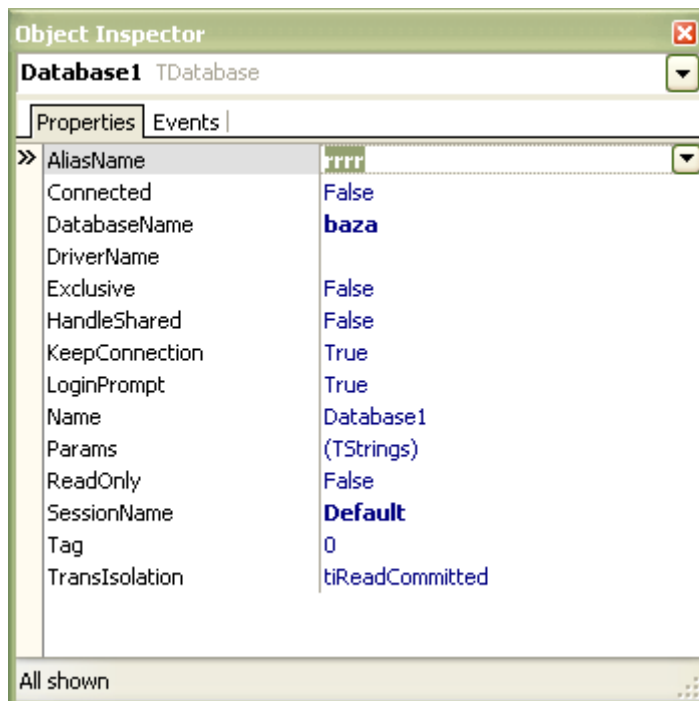 Object Inspector
Database1 TDatabase
Properties Events
AliasName rrrr
Connected False
DatabaseName baza
DriverName
Exclusive False
HandleShared False
KeepConnection True
LoginPrompt True
Name Database1
Params (TStrings)
ReadOnly False
SessionName Default
Tag 0
TransIsolation tiReadCommitted
All shown